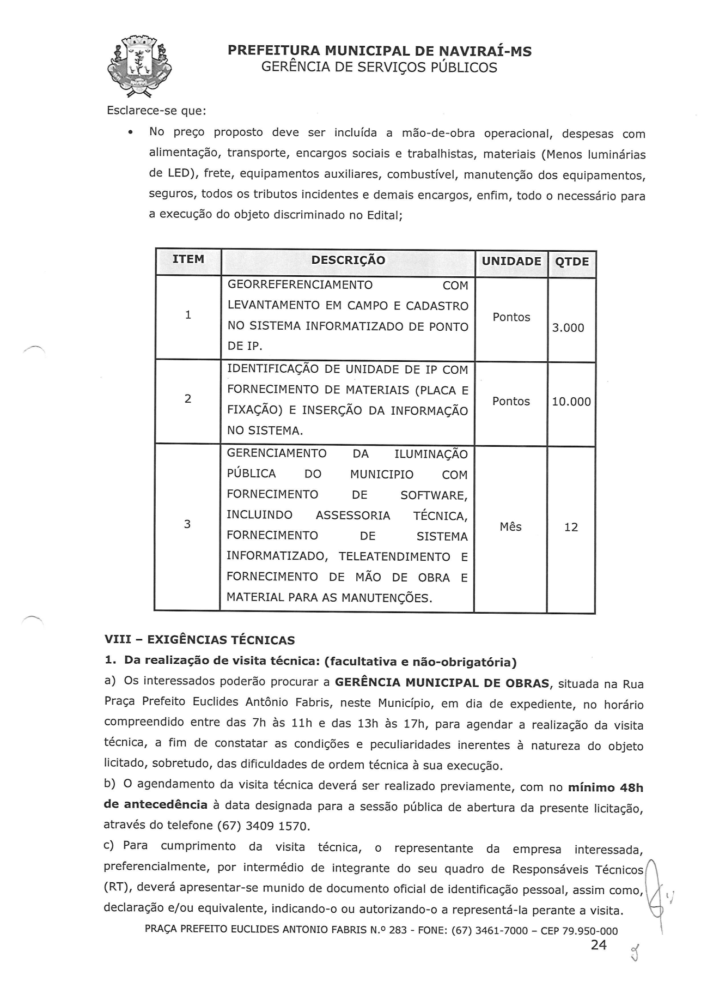 PREFEITURA MUNICIPAL DE NAVIRAÍ-MS
GERÊNCIA DE SERVIÇOS PÚBLICOS
Esclarece-se que:
• No preço proposto deve ser incluída a mão-de-obra operacional, despesas com
alimentação, transporte, encargos sociais e trabalhistas, materiais (Menos luminárias
de LED), frete, equipamentos auxiliares, combustível, manutenção dos equipamentos,
seguros, todos os tributos incidentes e demais encargos, enfim, todo o necessário para
a execução do objeto discriminado no Edital;
ITEM DESCRIÇÃO UNIDADE QTDE
GEORREFERENCIAMENTO COM
LEVANTAMENTO EM CAMPO E CADASTRO
1 Pontos
NO SISTEMA INFORMATIZADO DE PONTO 3.000
DE IP.
IDENTIFICAÇÃO DE UNIDADE DE IP COM
FORNECIMENTO DE MATERIAIS (PLACA E
2 Pontos 10.000
FIXAÇÃO) E INSERÇÃO DA INFORMAÇÃO
NO SISTEMA.
GERENCIAMENTO DA ILUMINAÇÃO
PÚBLICA DO MUNICIPIO COM
FORNECIMENTO DE SOFTWARE,
INCLUINDO ASSESSORIA TÉCNICA,
3 Mês 12
FORNECIMENTO DE SISTEMA
INFORMATIZADO, TELEATENDIMENTO E
FORNECIMENTO DE MÃO DE OBRA E
MATERIAL PARA AS MANUTENÇÕES.
VIII – EXIGÊNCIAS TÉCNICAS
1. Da realização de visita técnica: (facultativa e não-obrigatória)
a) Os interessados poderão procurar a GERÊNCIA MUNICIPAL DE OBRAS, situada na Rua
Praça Prefeito Euclides Antônio Fabris, neste Município, em dia de expediente, no horário
compreendido entre das 7h às 11h e das 13h às 17h, para agendar a realização da visita
técnica, a fim de constatar as condições e peculiaridades inerentes à natureza do objeto
licitado, sobretudo, das dificuldades de ordem técnica à sua execução.
b) O agendamento da visita técnica deverá ser realizado previamente, com no mínimo 48h
de antecedência à data designada para a sessão pública de abertura da presente licitação,
através do telefone (67) 3409 1570.
c) Para cumprimento da visita técnica, o representante da empresa interessada,
preferencialmente, por intermédio de integrante do seu quadro de Responsáveis Técnicos
(RT), deverá apresentar-se munido de documento oficial de identificação pessoal, assim como,
declaração e/ou equivalente, indicando-o ou autorizando-o a representá-la perante a visita.
PRAÇA PREFEITO EUCLIDES ANTONIO FABRIS N.º 283 - FONE: (67) 3461-7000 – CEP 79.950-000
24